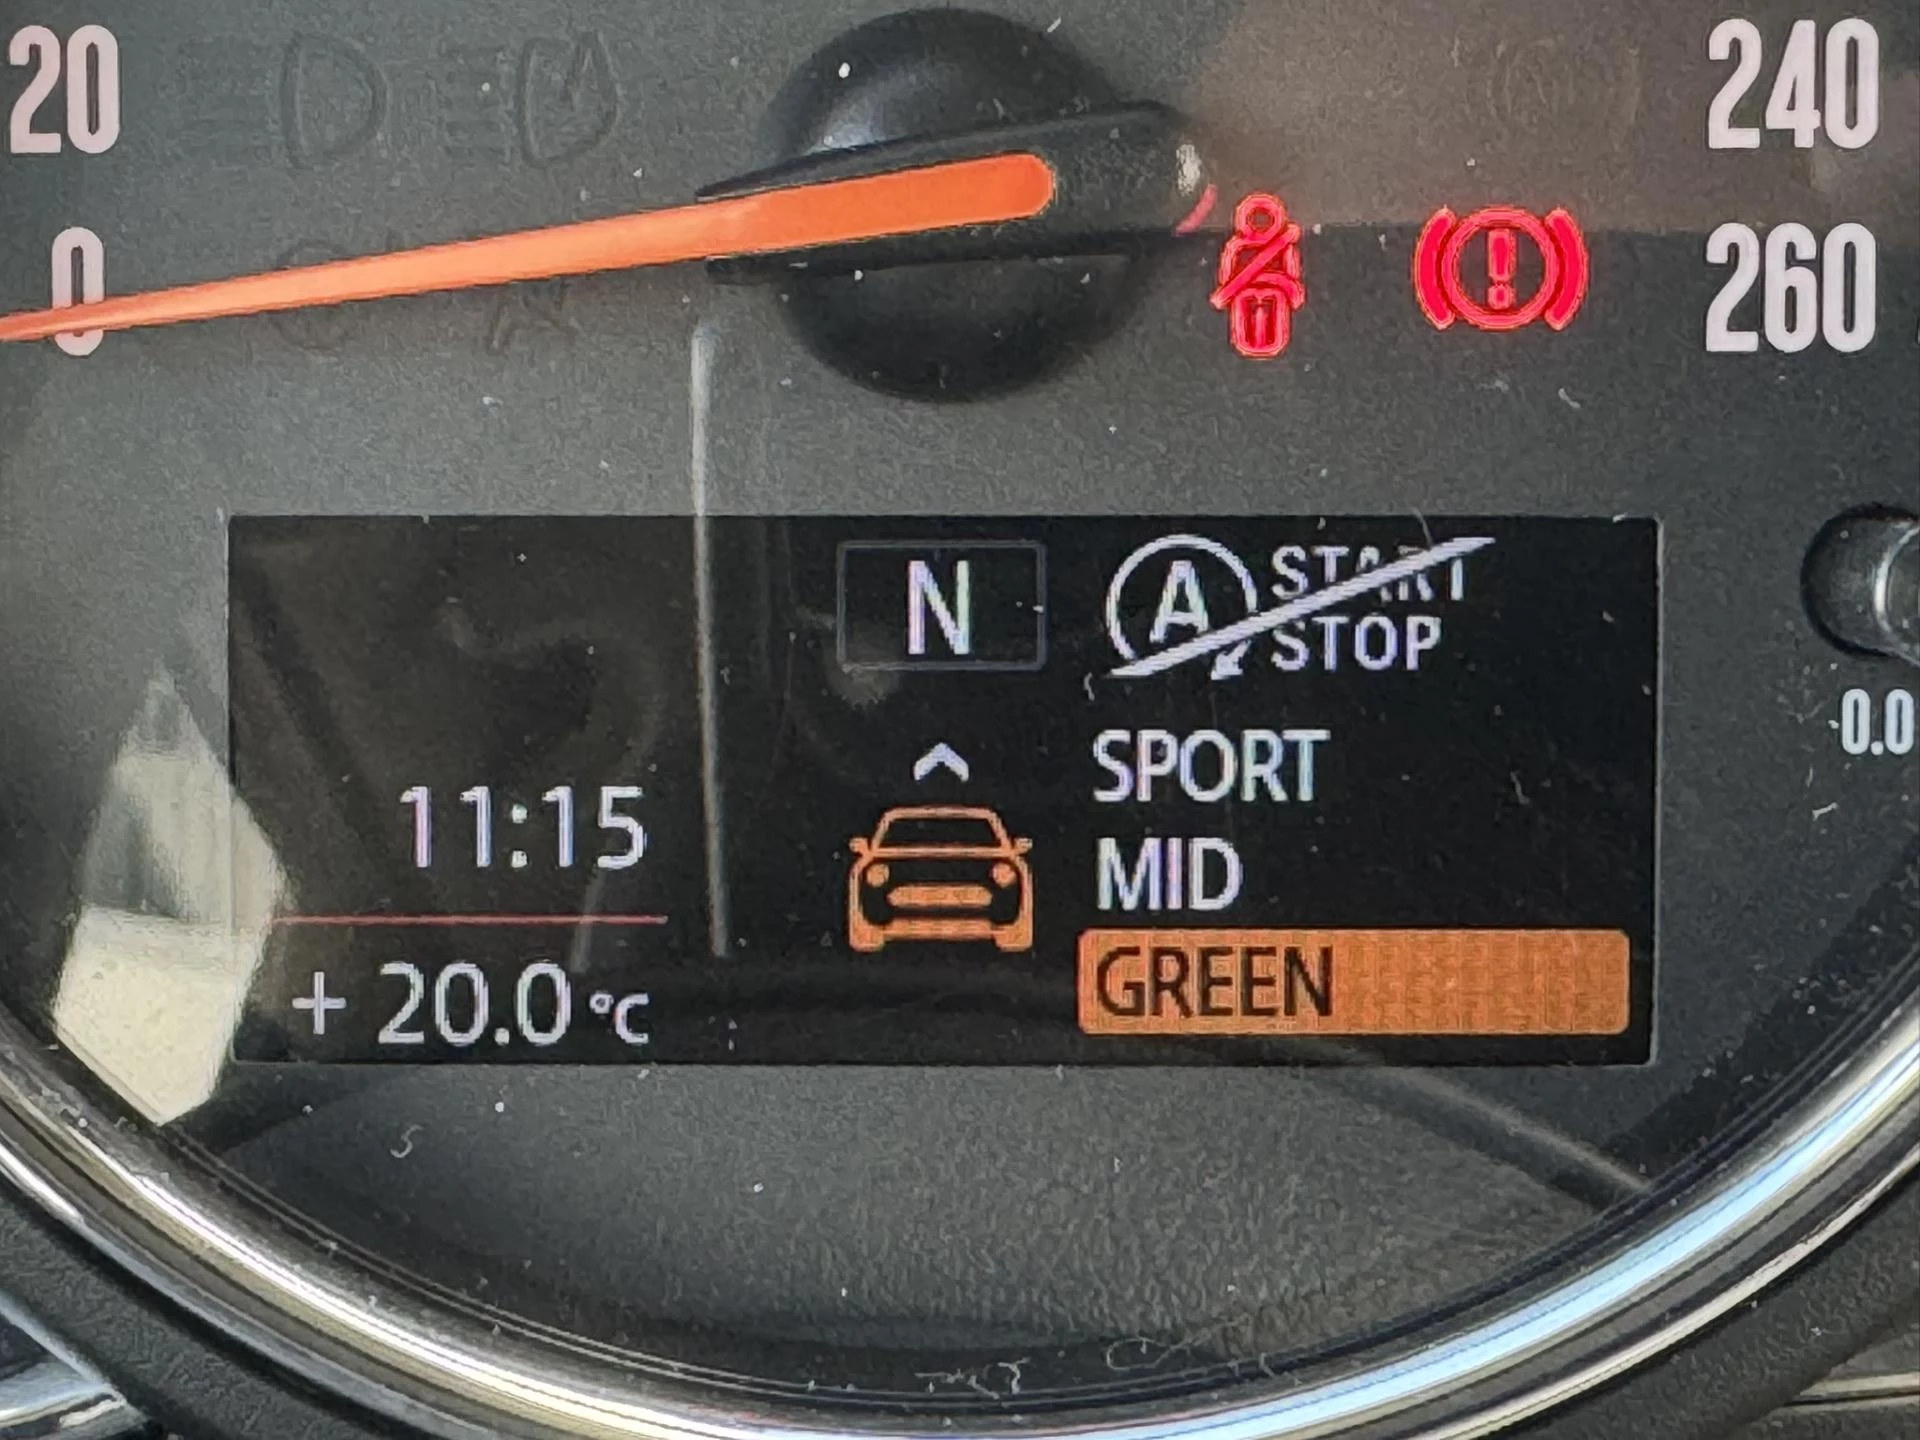 20
240
0
260
N
A
START
STOP
0.0
SPORT
11:15
MID
GREEN
+ 20.0 °C